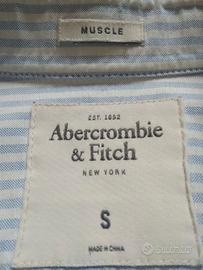 MUSCLE
EST. 1892
Abercrombie
& Fitch
NEW YORK
S
MADE IN CHINA